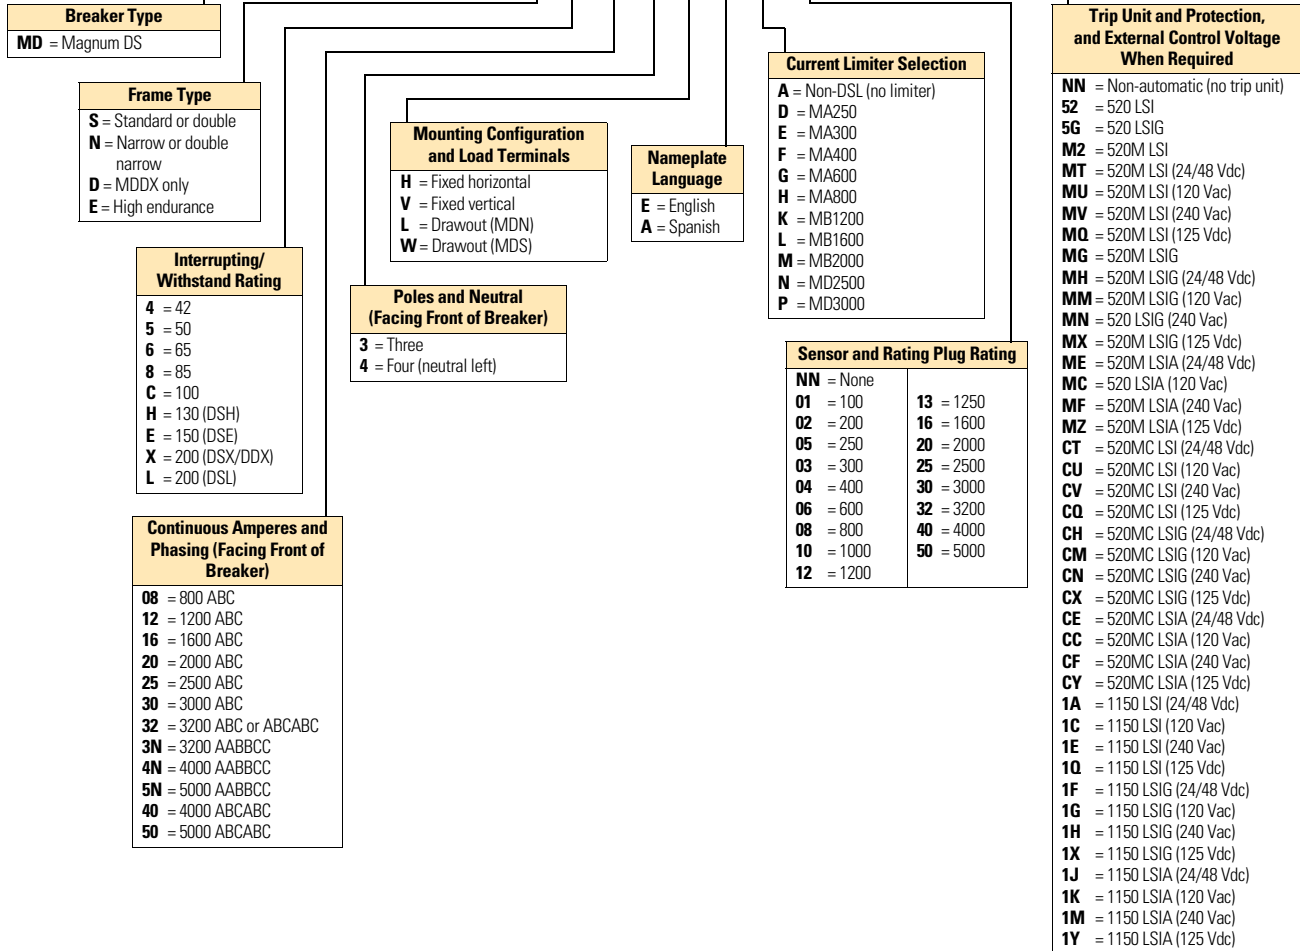 Breaker Type
MD = Magnum DS
Frame Type
S = Standard or double
N = Narrow or double
narrow
D = MDDX only
E = High endurance
Interrupting/
Withstand Rating
4 = 42
5 = 50
6 = 65
8 = 85
C = 100
H = 130 (DSH)
E = 150 (DSE)
X = 200 (DSX/DDX)
L = 200 (DSL)
Continuous Amperes and
Phasing (Facing Front of
Breaker)
08 = 800 ABC
12 = 1200 ABC
16 = 1600 ABC
20 = 2000 ABC
25 = 2500 ABC
30 = 3000 ABC
32 = 3200 ABC or ABCABC
3N = 3200 AABBCC
4N = 4000 AABBCC
5N = 5000 AABBCC
40 = 4000 ABCABC
50 = 5000 ABCABC
Poles and Neutral
(Facing Front of Breaker)
3 = Three
4 = Four (neutral left)
Mounting Configuration
and Load Terminals
H = Fixed horizontal
V = Fixed vertical
L = Drawout (MDN)
W = Drawout (MDS)
Nameplate
Language
E = English
A = Spanish
Current Limiter Selection
A = Non-DSL (no limiter)
D = MA250
E = MA300
F = MA400
G = MA600
H = MA800
K = MB1200
L = MB1600
M = MB2000
N = MD2500
P = MD3000
Sensor and Rating Plug Rating
NN = None
01 = 100
02 = 200
05 = 250
03 = 300
04 = 400
06 = 600
08 = 800
10 = 1000
12 = 1200
13 = 1250
16 = 1600
20 = 2000
25 = 2500
30 = 3000
32 = 3200
40 = 4000
50 = 5000
Trip Unit and Protection,
and External Control Voltage
When Required
NN = Non-automatic (no trip unit)
52 = 520 LSI
5G = 520 LSIG
M2 = 520M LSI
MT = 520M LSI (24/48 Vdc)
MU = 520M LSI (120 Vac)
MV = 520M LSI (240 Vac)
MQ = 520M LSI (125 Vdc)
MG = 520M LSIG
MH = 520M LSIG (24/48 Vdc)
MM = 520M LSIG (120 Vac)
MN = 520 LSIG (240 Vac)
MX = 520M LSIG (125 Vdc)
ME = 520M LSIA (24/48 Vdc)
MC = 520 LSIA (120 Vac)
MF = 520M LSIA (240 Vac)
MZ = 520M LSIA (125 Vdc)
CT = 520MC LSI (24/48 Vdc)
CU = 520MC LSI (120 Vac)
CV = 520MC LSI (240 Vac)
CQ = 520MC LSI (125 Vdc)
CH = 520MC LSIG (24/48 Vdc)
CM = 520MC LSIG (120 Vac)
CN = 520MC LSIG (240 Vac)
CX = 520MC LSIG (125 Vdc)
CE = 520MC LSIA (24/48 Vdc)
CC = 520MC LSIA (120 Vac)
CF = 520MC LSIA (240 Vac)
CY = 520MC LSIA (125 Vdc)
1A = 1150 LSI (24/48 Vdc)
1C = 1150 LSI (120 Vac)
1E = 1150 LSI (240 Vac)
1Q = 1150 LSI (125 Vdc)
1F = 1150 LSIG (24/48 Vdc)
1G = 1150 LSIG (120 Vac)
1H = 1150 LSIG (240 Vac)
1X = 1150 LSIG (125 Vdc)
1J = 1150 LSIA (24/48 Vdc)
1K = 1150 LSIA (120 Vac)
1M = 1150 LSIA (240 Vac)
1Y = 1150 LSIA (125 Vdc)